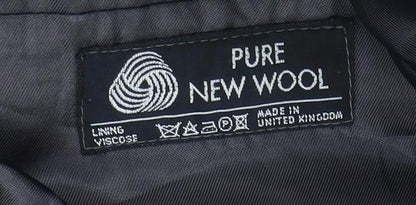 PURE
NEW WOOL
LINING
VISCOSE
P
MADE IN
UNITED KINGDOM